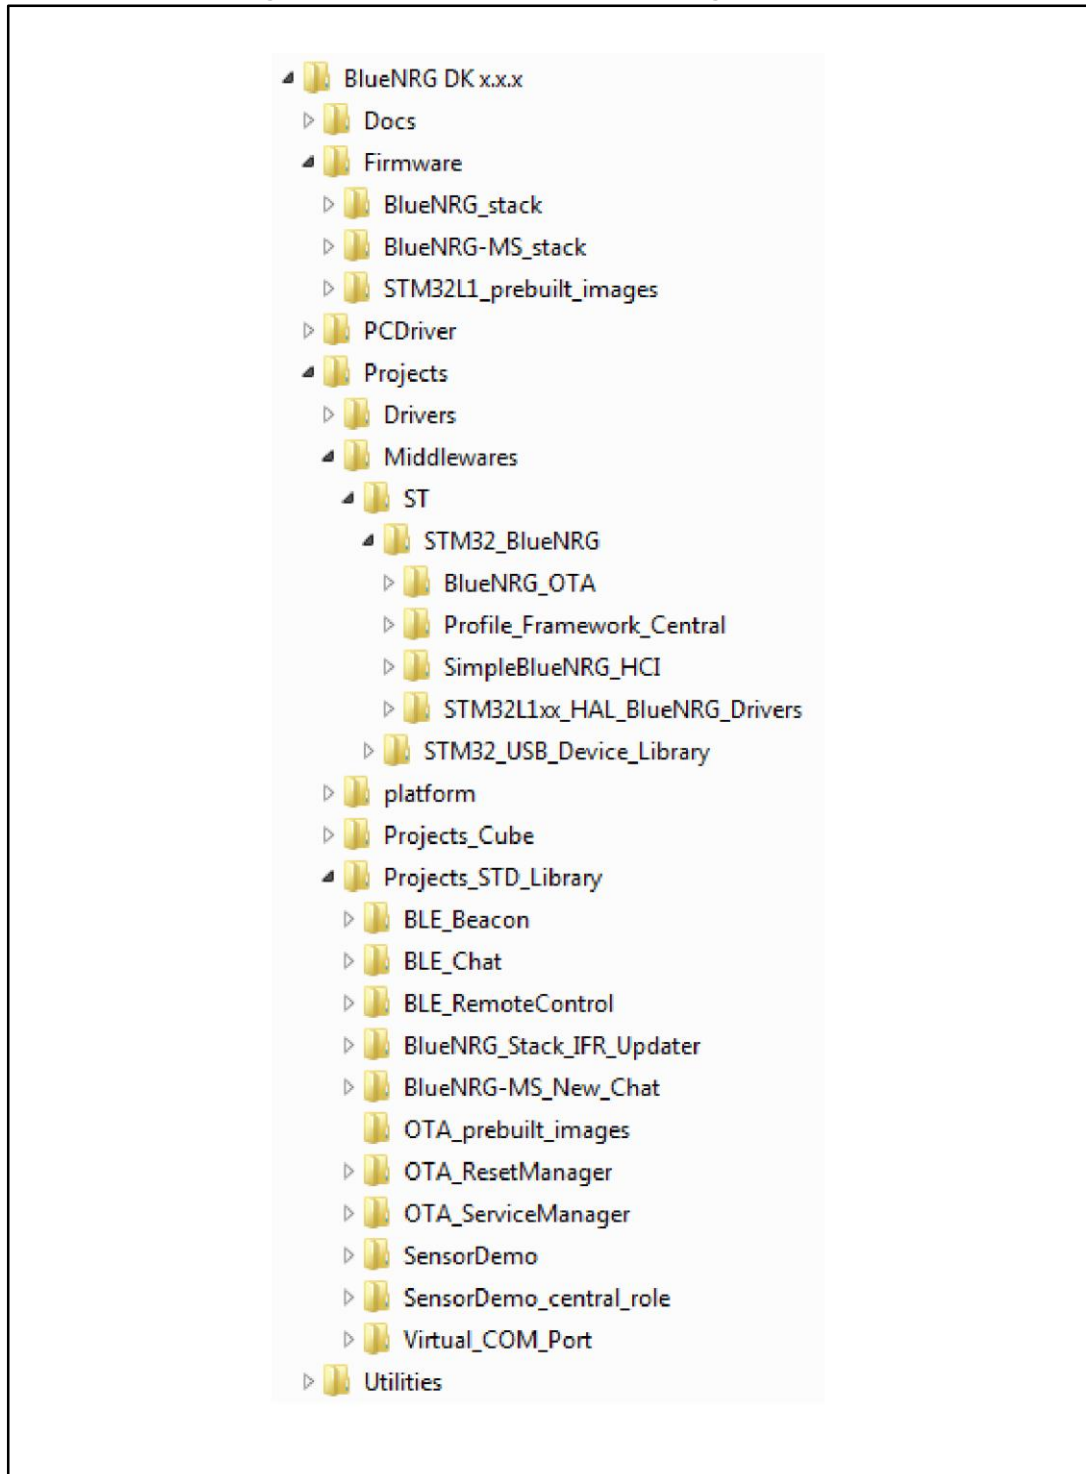 BlueNRG DK x.x.x
Docs
Firmware
BlueNRG_stack
BlueNRG-MS_stack
STM32L1_prebuilt_images
PCDriver
Projects
Drivers
Middlewares
ST
STM32_BlueNRG
BlueNRG_OTA
Profile_Framework_Central
SimpleBlueNRG_HCI
STM32L1xx_HAL_BlueNRG_Drivers
STM32_USB_Device_Library
platform
Projects_Cube
Projects_STD_Library
BLE_Beacon
BLE_Chat
BLE_RemoteControl
BlueNRG_Stack_IFR_Updater
BlueNRG-MS_New_Chat
OTA_prebuilt_images
OTA_ResetManager
OTA_ServiceManager
SensorDemo
SensorDemo_central_role
Virtual_COM_Port
Utilities